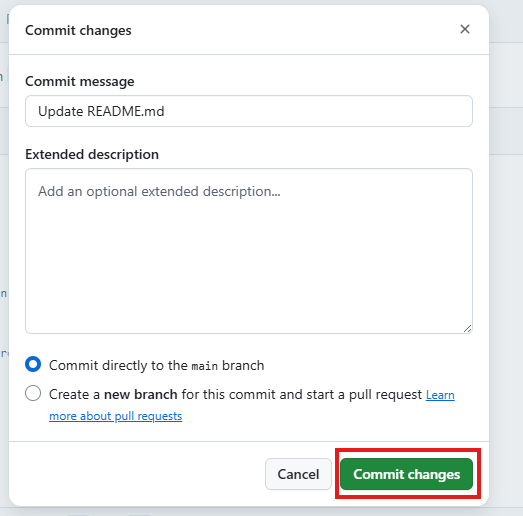 Commit changes
Commit message
Update README.md
Extended description
Add an optional extended description...
Commit directly to the main branch
Create a new branch for this commit and start a pull request Learn
more about pull requests
Cancel
Commit changes